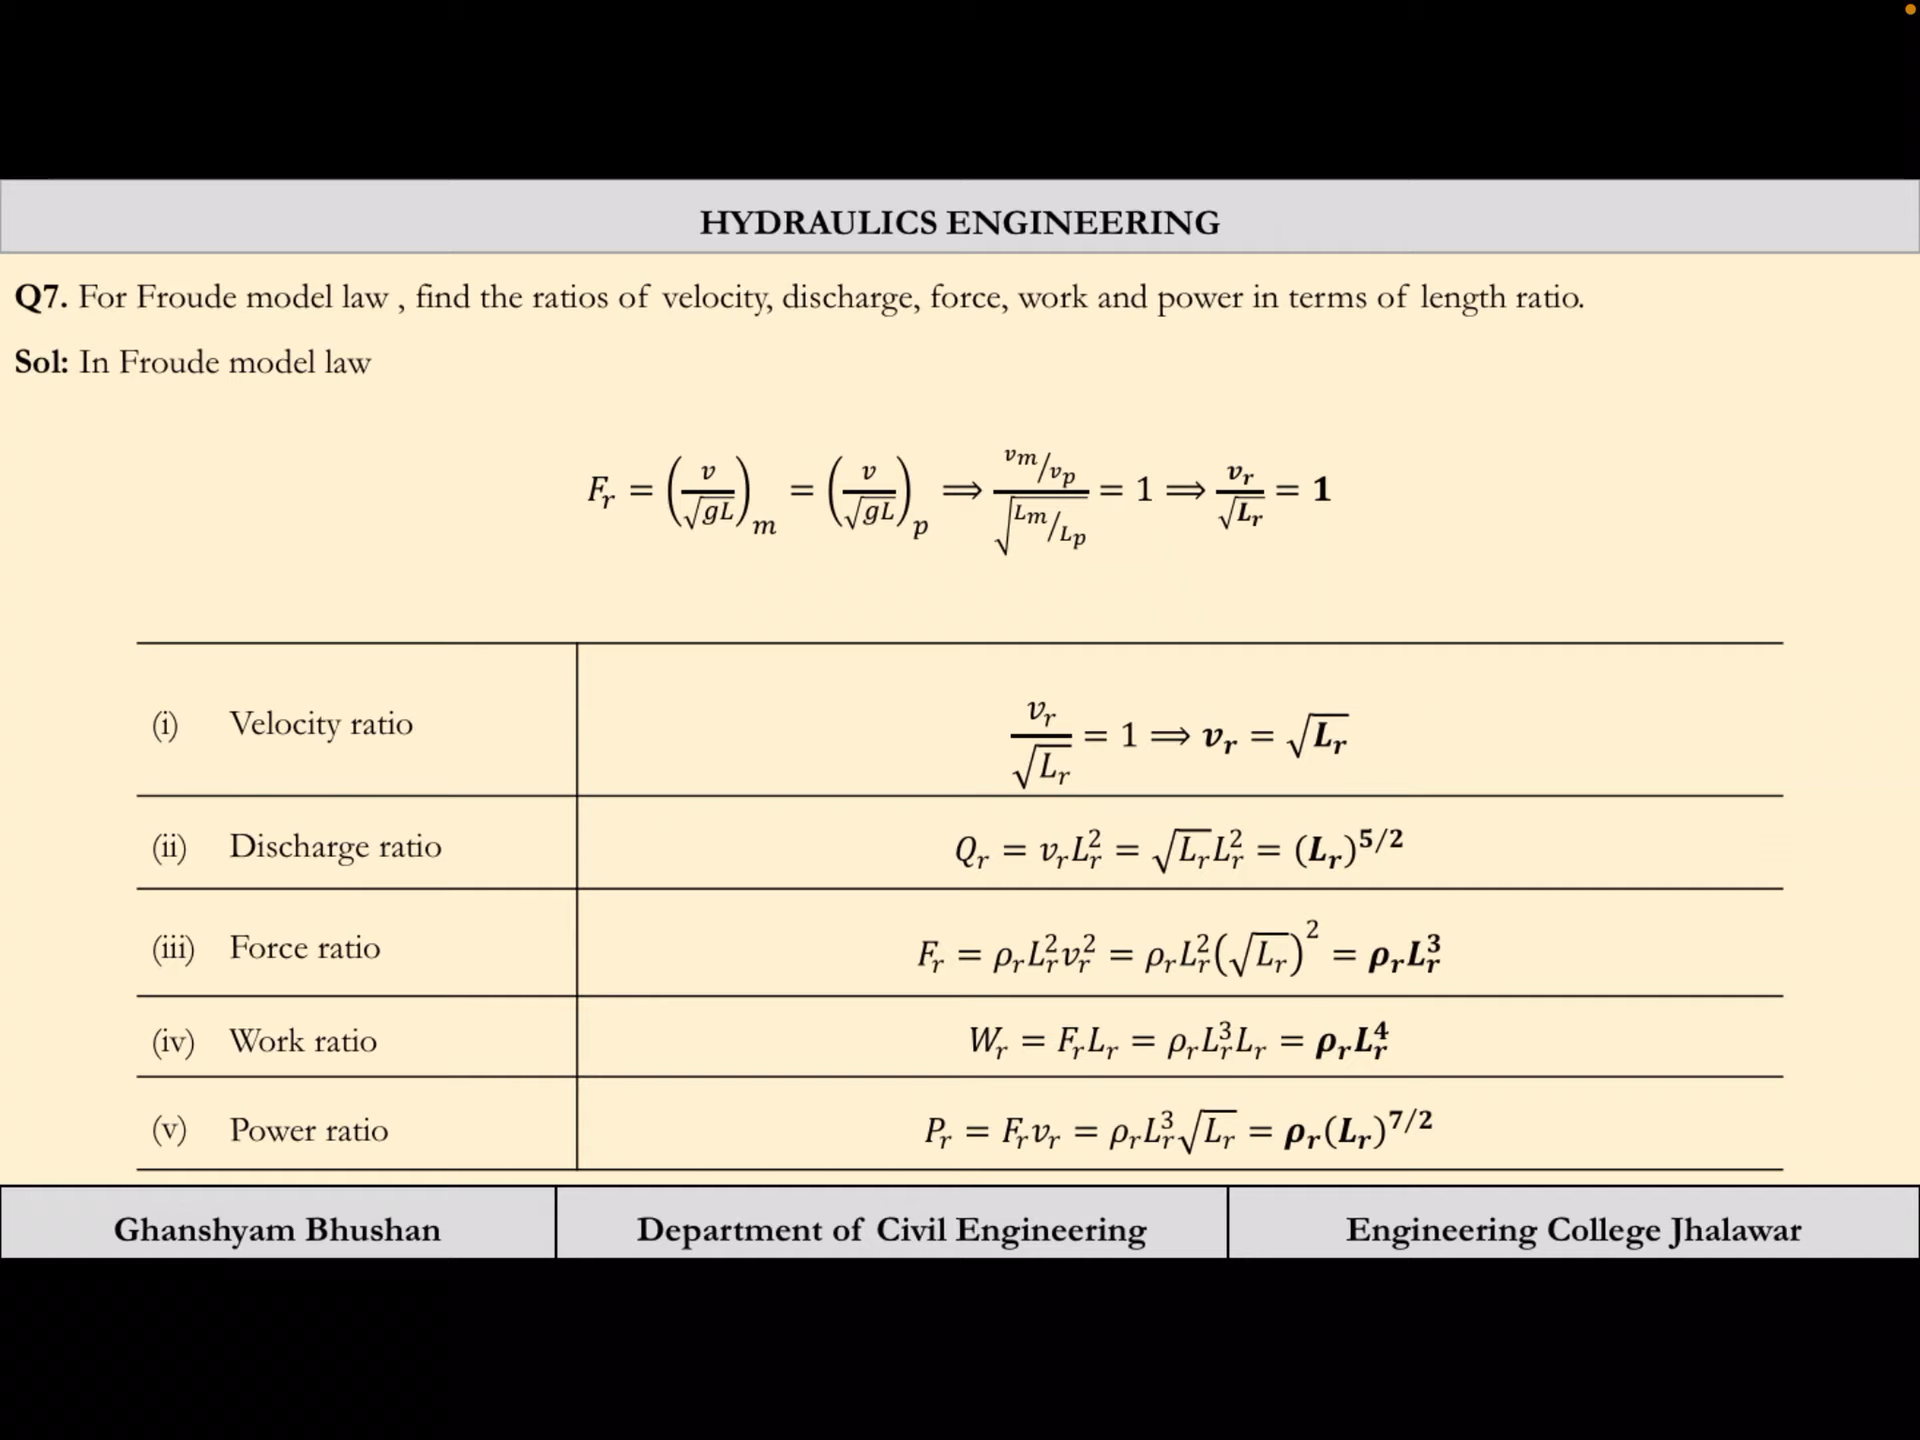 HYDRAULICS ENGINEERING
Q7. For Froude model law , find the ratios of velocity, discharge, force, work and power in terms of length ratio.
Sol: In Froude model law
F_r = (v/√(gL))_m = (v/√(gL))_p ⟹ (v_m/v_p)/√(L_m/L_p) = 1 ⟹ v_r/√L_r = 1
(i) Velocity ratio v_r/√L_r = 1 ⟹ v_r = √L_r
(ii) Discharge ratio Q_r = v_r L_r^2 = √L_r L_r^2 = (L_r)^{5/2}
(iii) Force ratio F_r = ρ_r L_r^2 v_r^2 = ρ_r L_r^2 (√L_r)^2 = ρ_r L_r^3
(iv) Work ratio W_r = F_r L_r = ρ_r L_r^3 L_r = ρ_r L_r^4
(v) Power ratio P_r = F_r v_r = ρ_r L_r^3 √L_r = ρ_r (L_r)^{7/2}
Ghanshyam Bhushan Department of Civil Engineering Engineering College Jhalawar